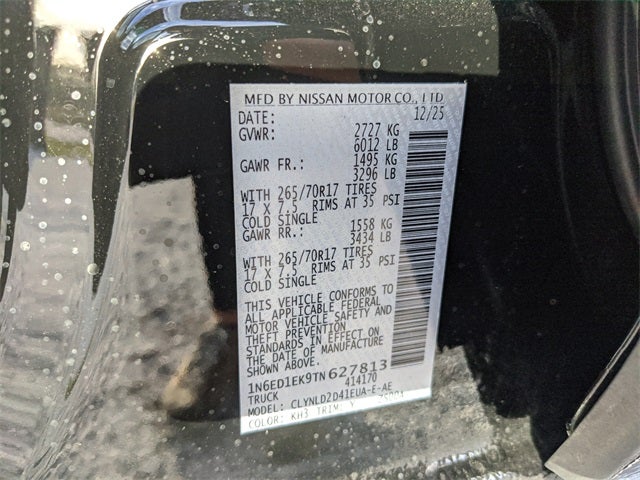 MFD BY NISSAN MOTOR CO., LTD
DATE: 12/25
GVWR: 2727 KG
6012 LB
GAWR FR.: 1495 KG
3296 LB
WITH 265/70R17 TIRES
17 X 7.5 RIMS AT 35 PSI
COLD SINGLE
GAWR RR.: 1558 KG
3434 LB
WITH 265/70R17 TIRES
17 X 7.5 RIMS AT 35 PSI
COLD SINGLE
THIS VEHICLE CONFORMS TO
ALL APPLICABLE FEDERAL
MOTOR VEHICLE SAFETY AND
THEFT PREVENTION
STANDARDS IN EFFECT ON
THE DATE OF MANUFACTURE
SHOWN ABOVE.
1N6ED1EK9TN627813
TRUCK 414170
MODEL: CLYNLD2D41EUA-E-AE
COLOR: KH3 TRIM: Y